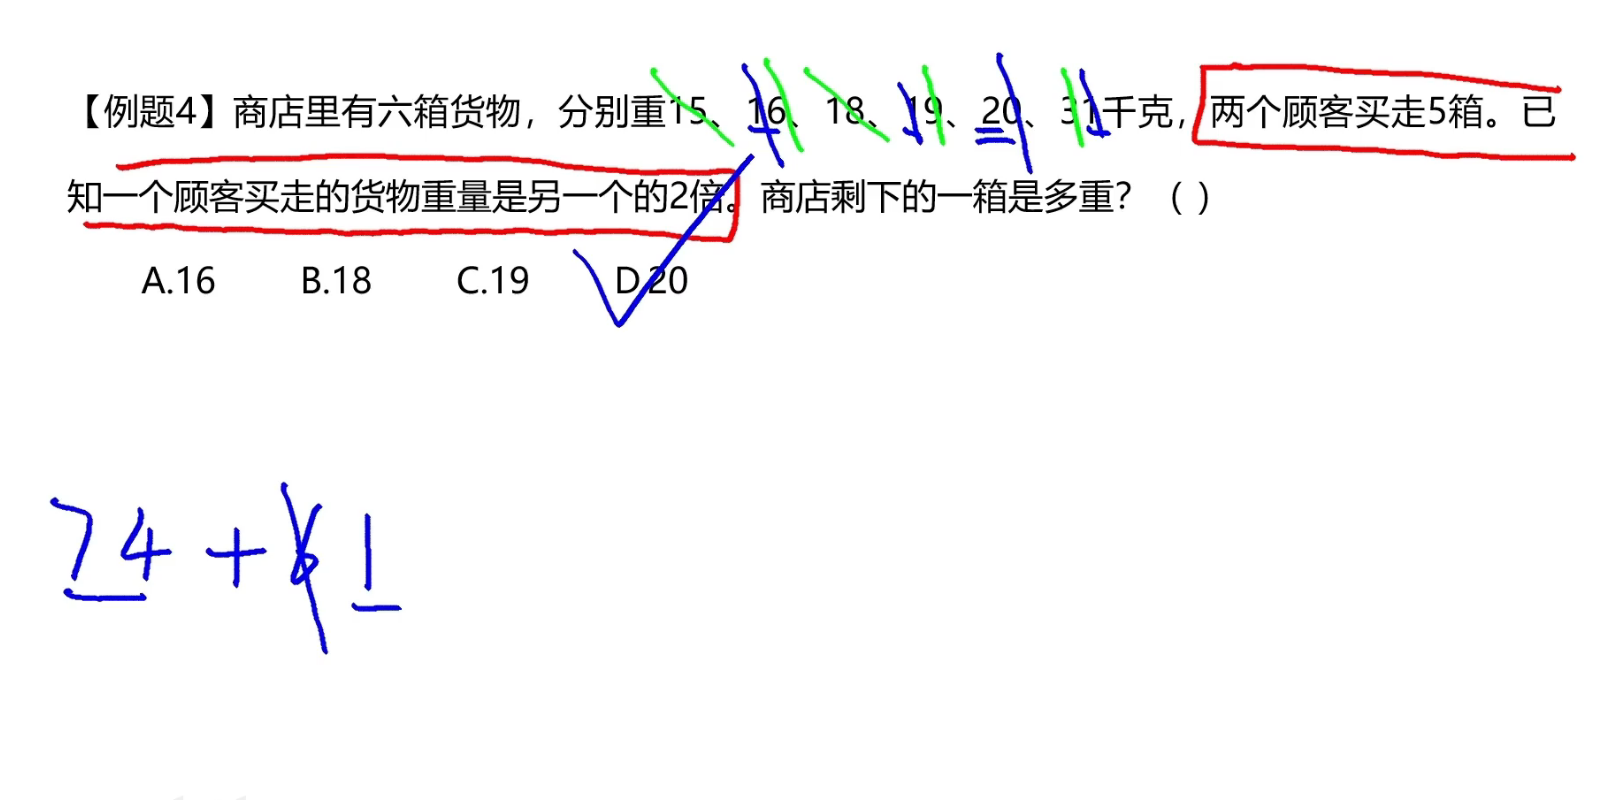 【例题4】商店里有六箱货物，分别重15、16、18、19、20、31千克，两个顾客买走5箱。已
知一个顾客买走的货物重量是另一个的2倍。商店剩下的一箱是多重？（ ）
A.16 B.18 C.19 D.20
74+61